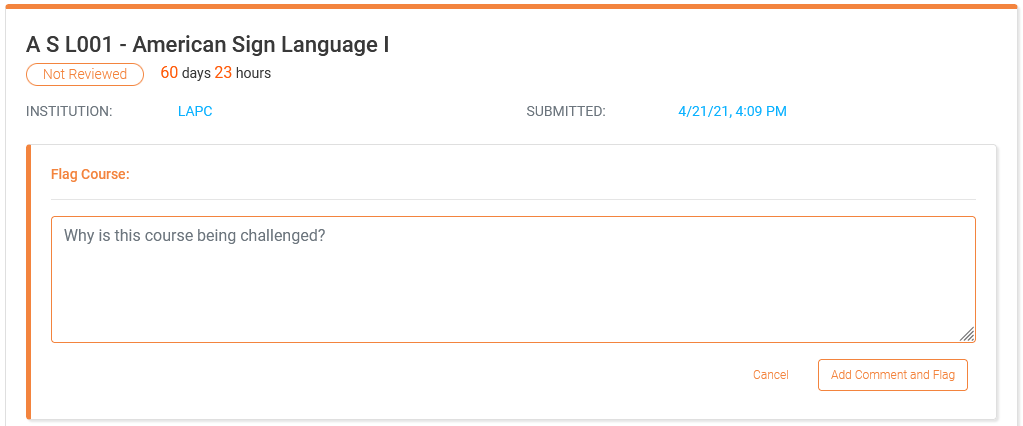 A S L001 - American Sign Language I
Not Reviewed 60 days 23 hours
INSTITUTION: LAPC SUBMITTED: 4/21/21, 4:09 PM
Flag Course:
Why is this course being challenged?
Cancel Add Comment and Flag